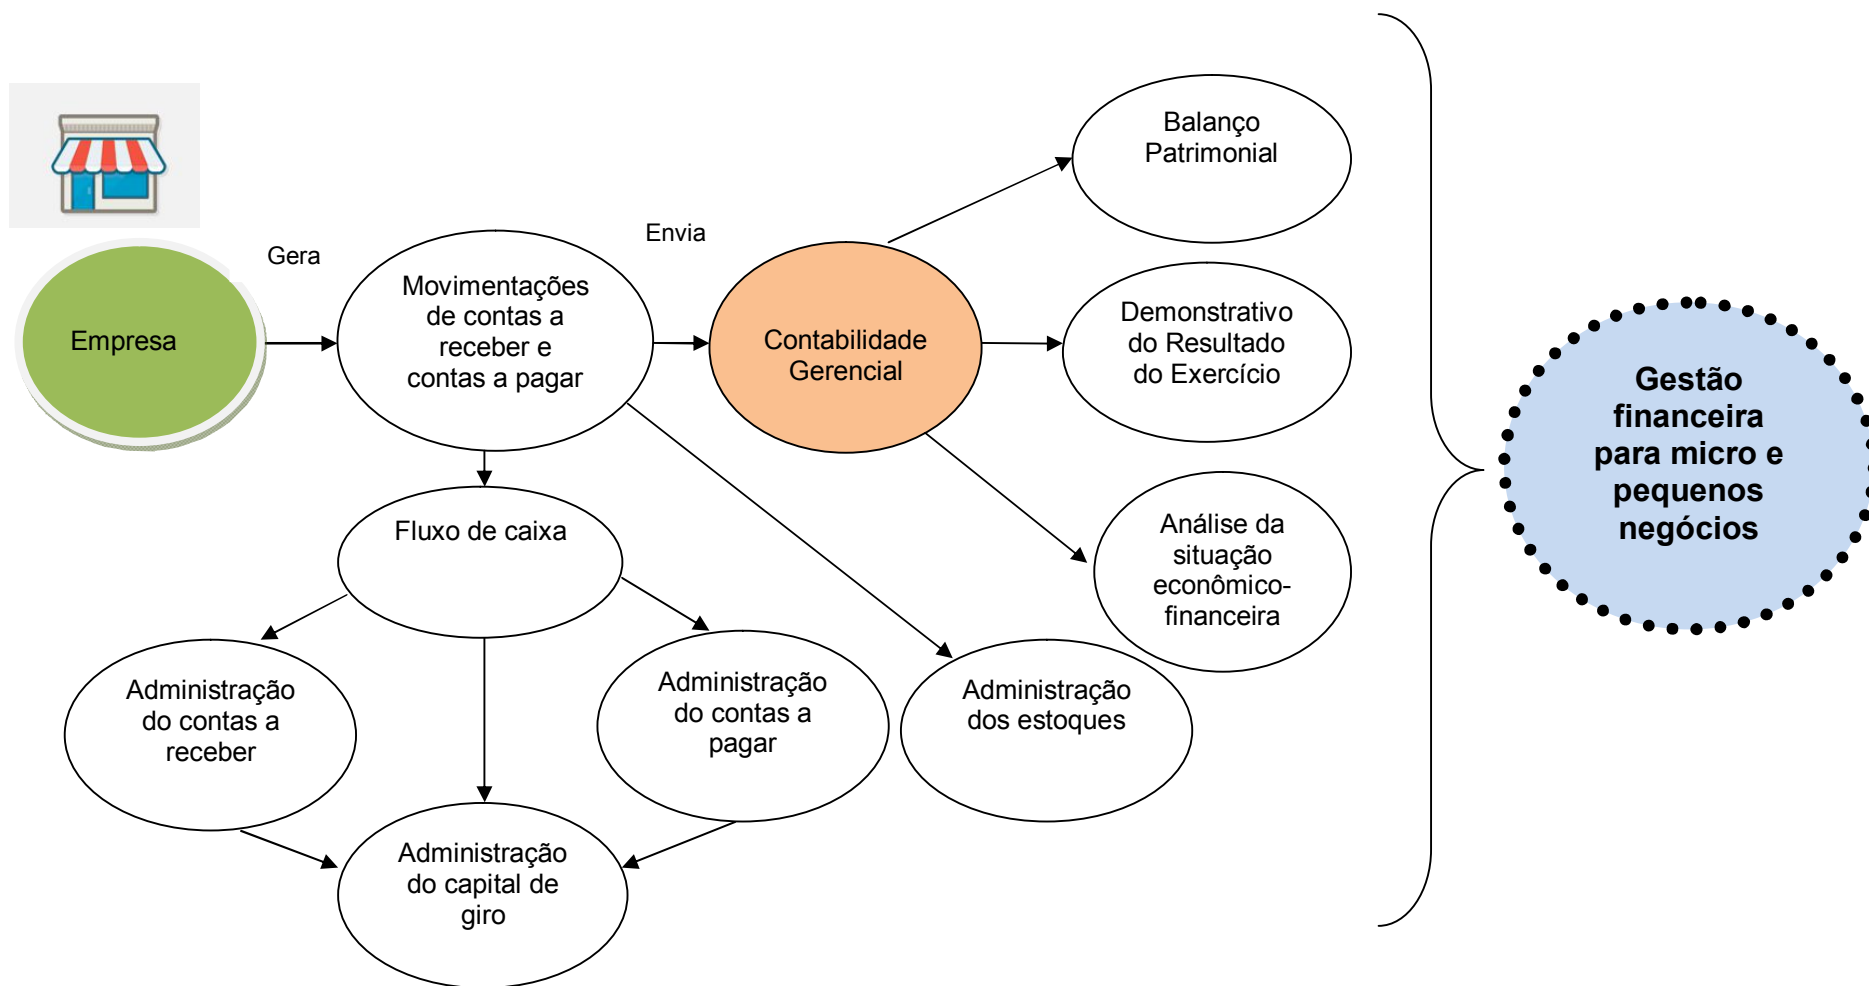 Empresa
Gera
Movimentações
de contas a
receber e
contas a pagar
Envia
Contabilidade
Gerencial
Balanço
Patrimonial
Demonstrativo
do Resultado
do Exercício
Análise da
situação
econômico-
financeira
Fluxo de caixa
Administração
do contas a
receber
Administração
do contas a
pagar
Administração
dos estoques
Administração
do capital de
giro
Gestão
financeira
para micro e
pequenos
negócios